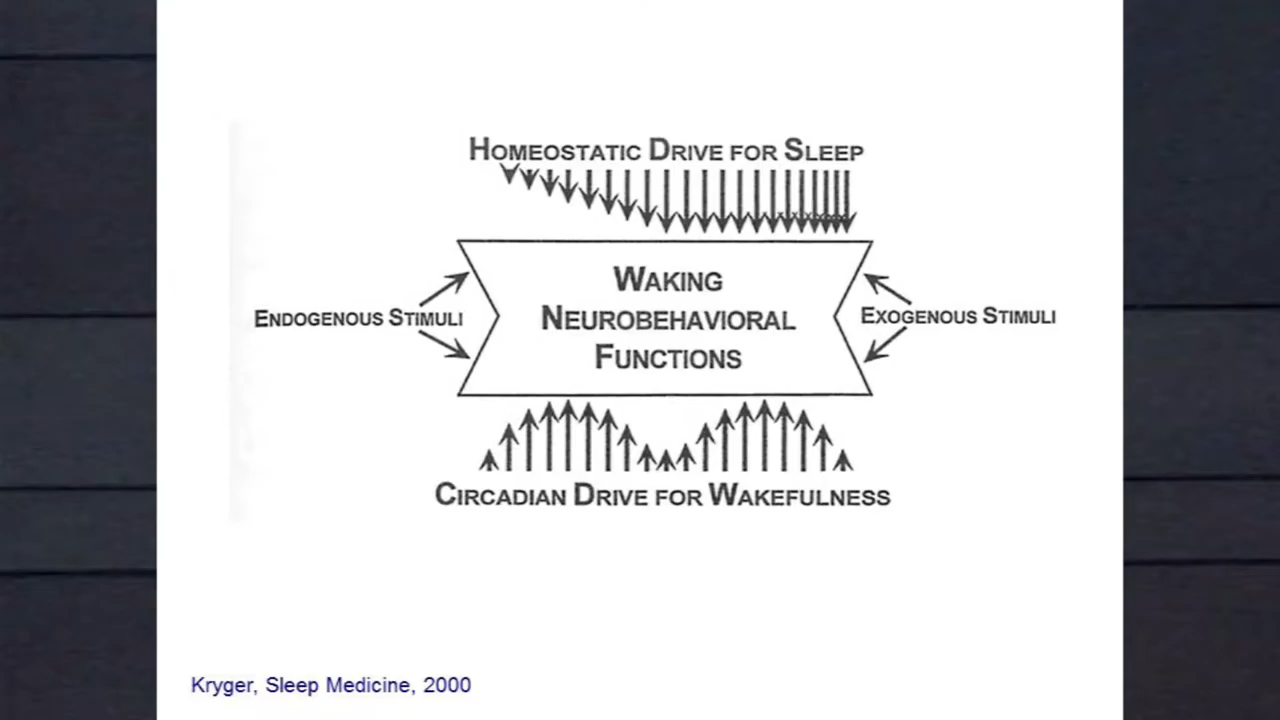 HOMEOSTATIC DRIVE FOR SLEEP
WAKING
NEUROBEHAVIORAL
FUNCTIONS
ENDOGENOUS STIMULI
EXOGENOUS STIMULI
CIRCADIAN DRIVE FOR WAKEFULNESS
Kryger, Sleep Medicine, 2000